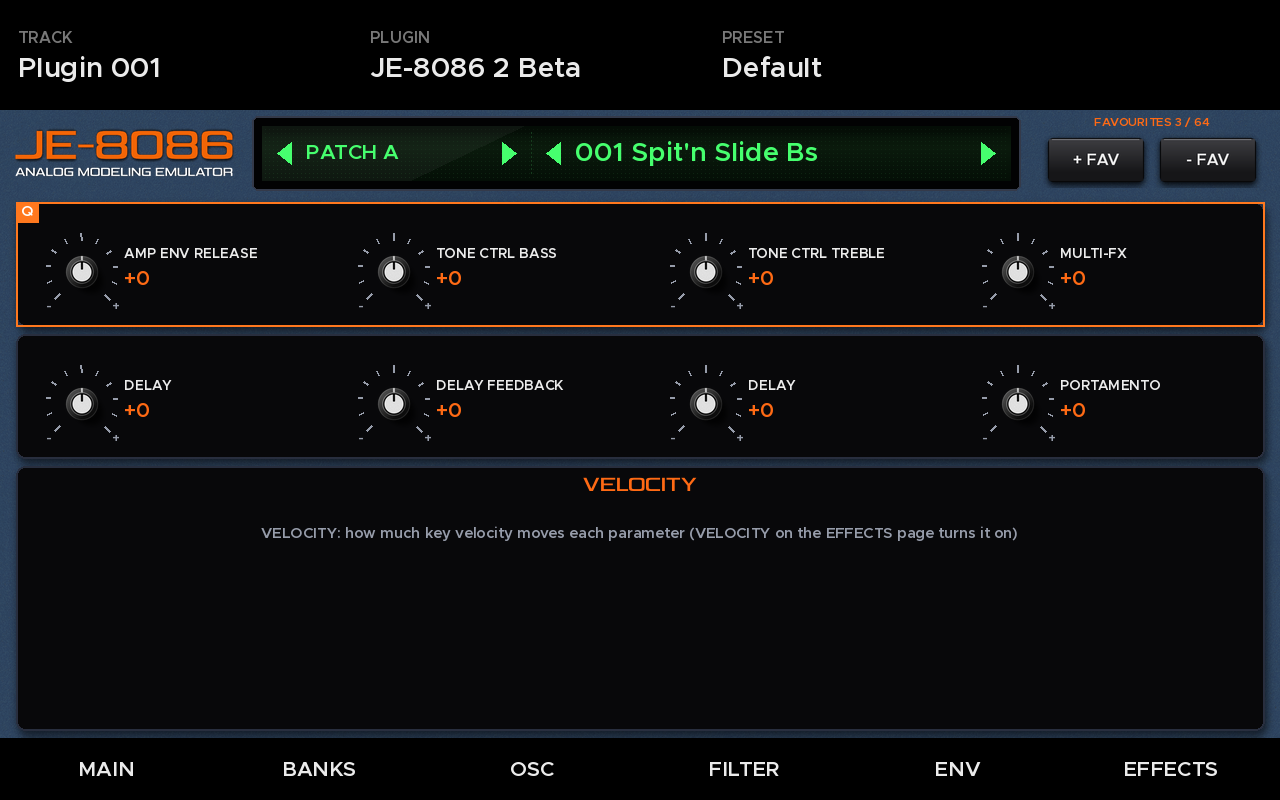 TRACK
Plugin 001
PLUGIN
JE-8086 2 Beta
PRESET
Default
JE-8086
ANALOG MODELING EMULATOR
PATCH A
001 Spit'n Slide Bs
FAVOURITES 3 / 64
+ FAV
- FAV
Q
AMP ENV RELEASE
+0
TONE CTRL BASS
+0
TONE CTRL TREBLE
+0
MULTI-FX
+0
DELAY
+0
DELAY FEEDBACK
+0
DELAY
+0
PORTAMENTO
+0
VELOCITY
VELOCITY: how much key velocity moves each parameter (VELOCITY on the EFFECTS page turns it on)
MAIN
BANKS
OSC
FILTER
ENV
EFFECTS